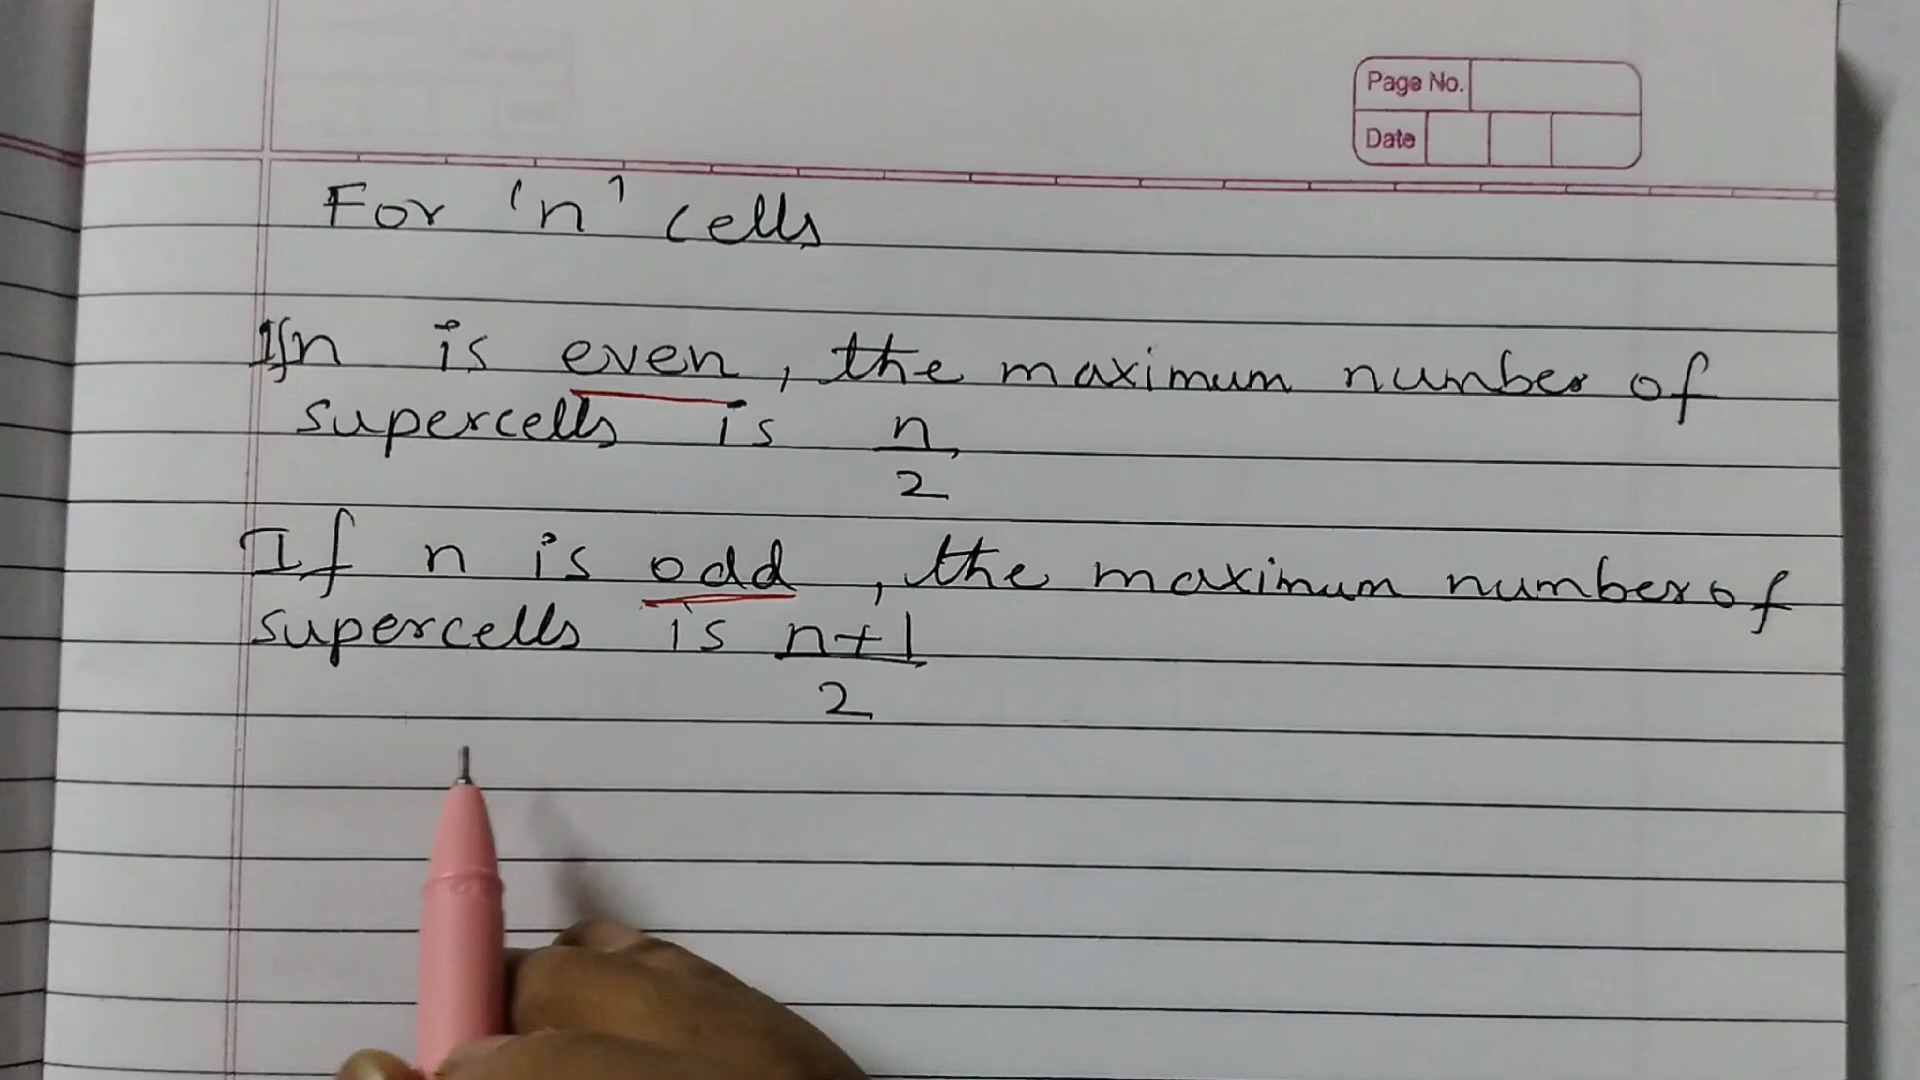 Page No.
Date
For 'n' cells
If n is even, the maximum number of
supercells is n/2
If n is odd, the maximum number of
supercells is n+1/2